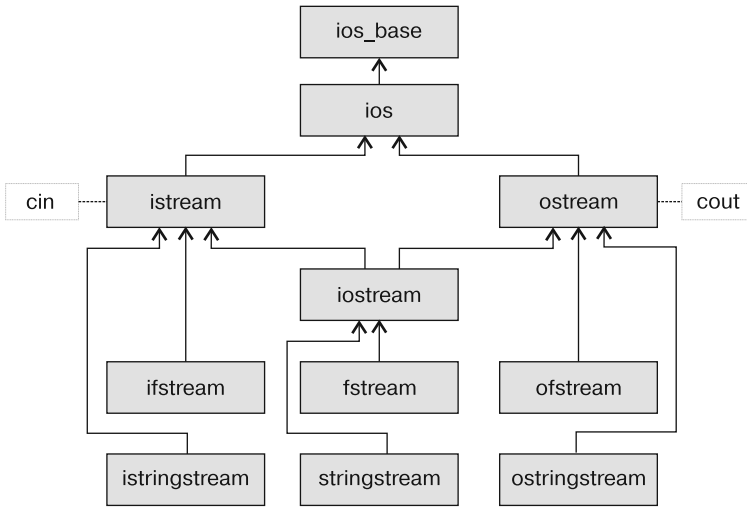 ios_base
ios
cin
istream
ostream
cout
iostream
ifstream
fstream
ofstream
istringstream
stringstream
ostringstream